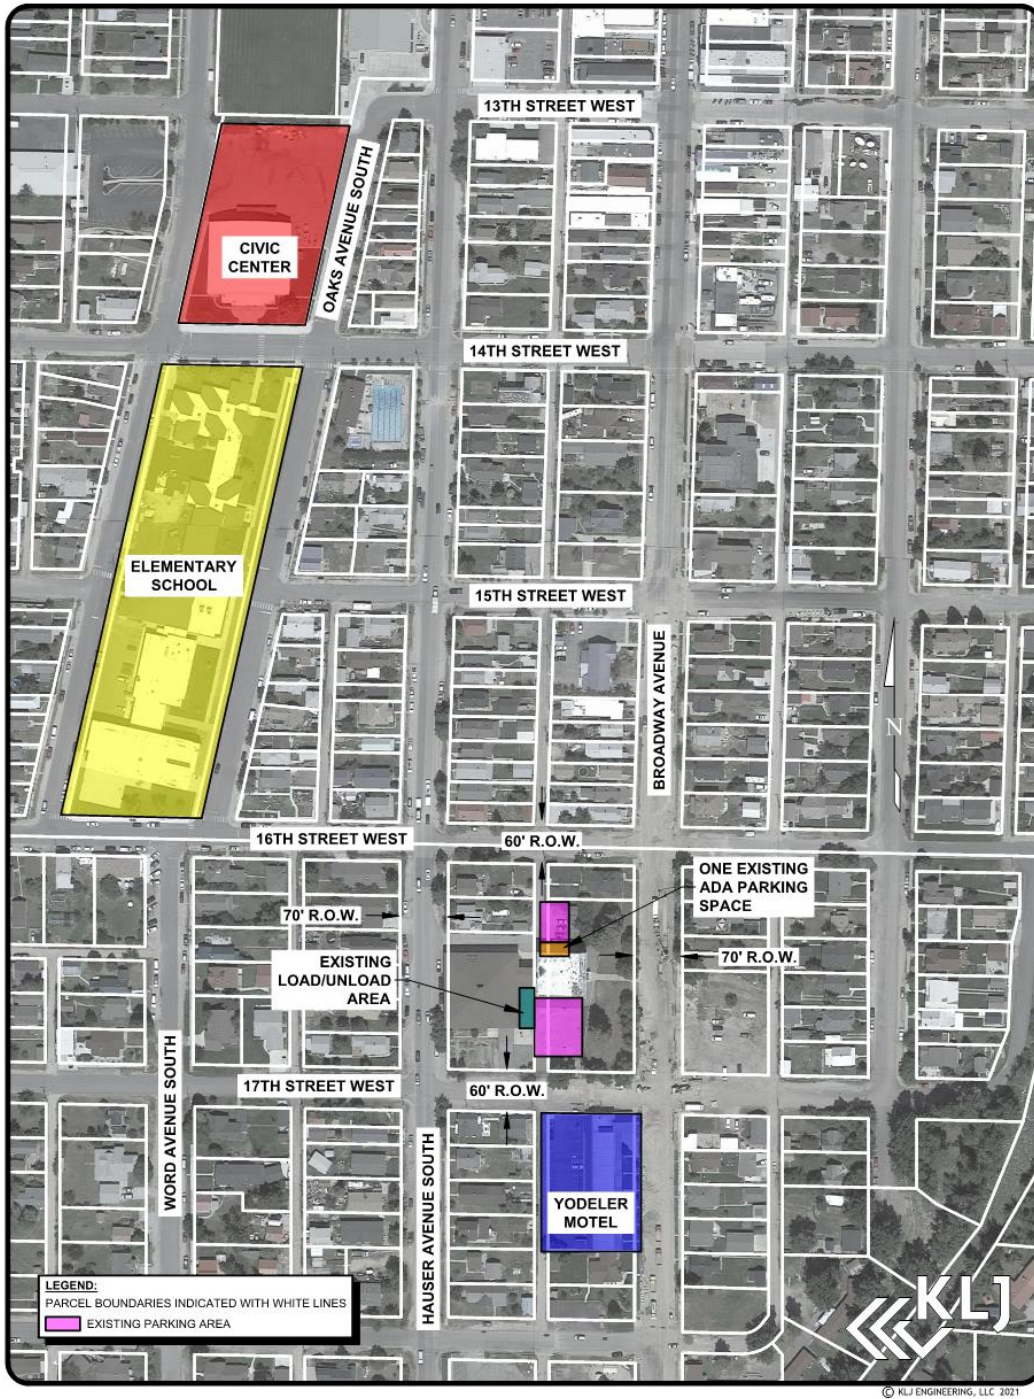 13TH STREET WEST
OAKS AVENUE SOUTH
CIVIC
CENTER
14TH STREET WEST
ELEMENTARY
SCHOOL
15TH STREET WEST
BROADWAY AVENUE
N
16TH STREET WEST
60' R.O.W.
ONE EXISTING
ADA PARKING
SPACE
70' R.O.W.
70' R.O.W.
EXISTING
LOAD/UNLOAD
AREA
17TH STREET WEST
60' R.O.W.
WORD AVENUE SOUTH
HAUSER AVENUE SOUTH
YODELER
MOTEL
LEGEND:
PARCEL BOUNDARIES INDICATED WITH WHITE LINES
EXISTING PARKING AREA
KLJ
© KLJ ENGINEERING, LLC 2021